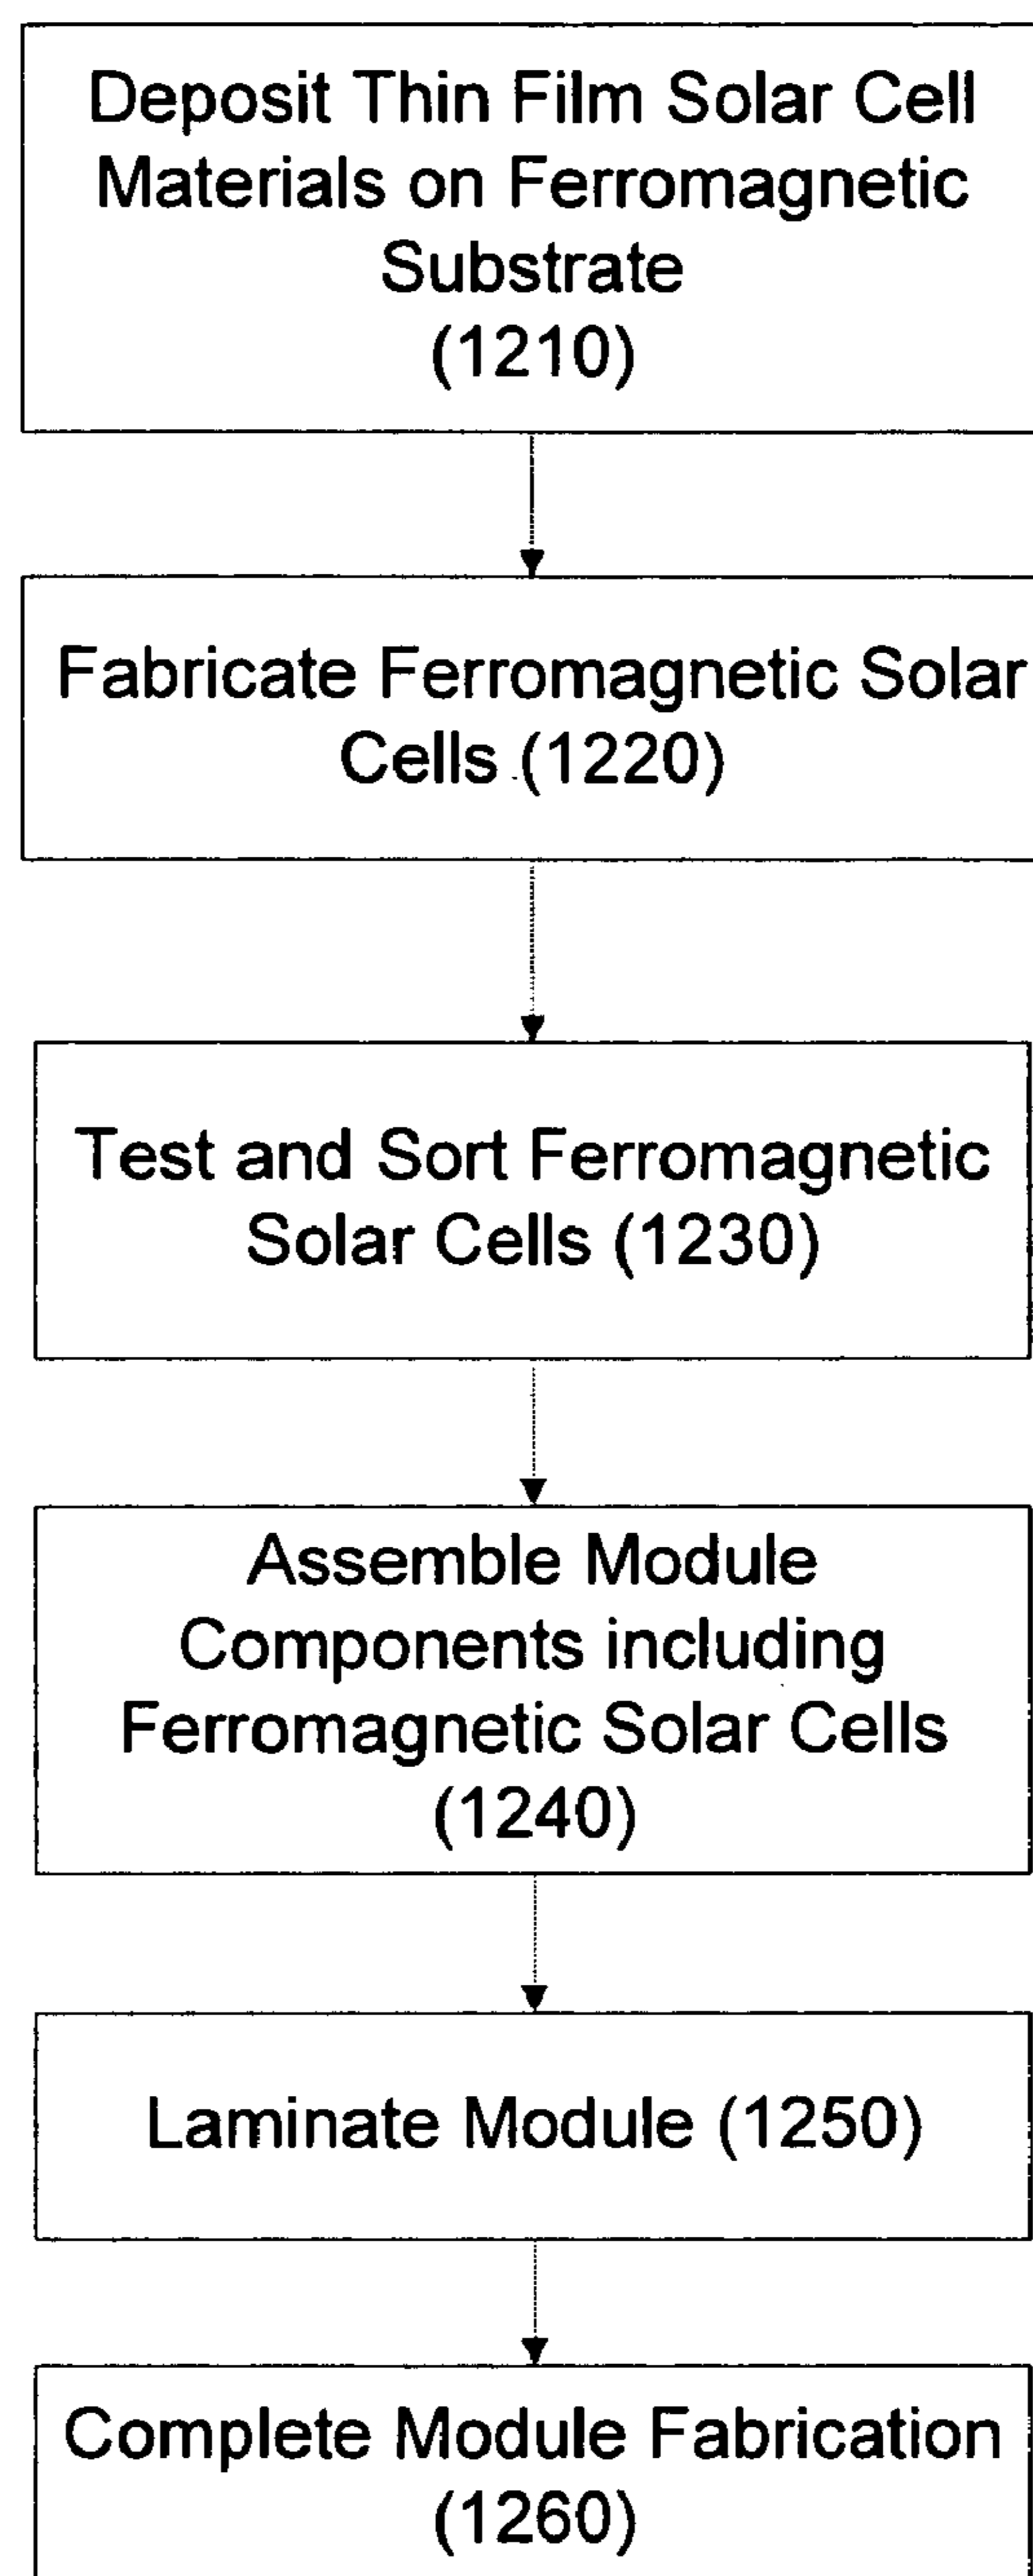 Deposit Thin Film Solar Cell
Materials on Ferromagnetic
Substrate
(1210)
Fabricate Ferromagnetic Solar
Cells (1220)
Test and Sort Ferromagnetic
Solar Cells (1230)
Assemble Module
Components including
Ferromagnetic Solar Cells
(1240)
Laminate Module (1250)
Complete Module Fabrication
(1260)